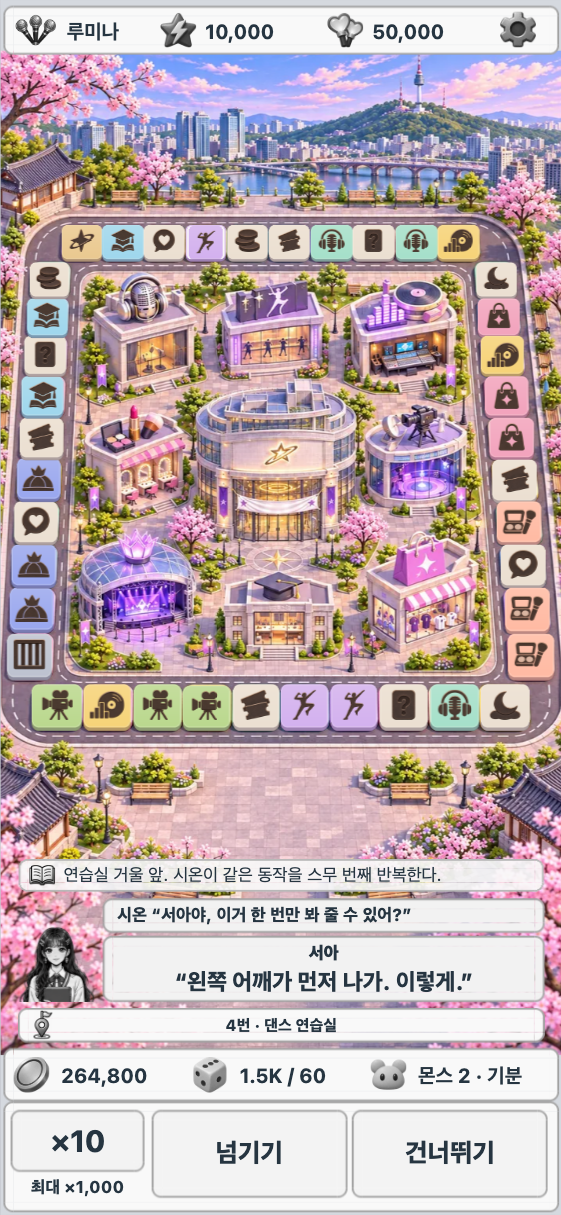 루미나
10,000
50,000
?
?
?
연습실 거울 앞. 시온이 같은 동작을 스무 번째 반복한다.
시온 “서아야, 이거 한 번만 봐 줄 수 있어?”
서아
“왼쪽 어깨가 먼저 나가. 이렇게.”
4번 · 댄스 연습실
264,800
1.5K / 60
몬스 2 · 기분
×10
최대 ×1,000
넘기기
건너뛰기